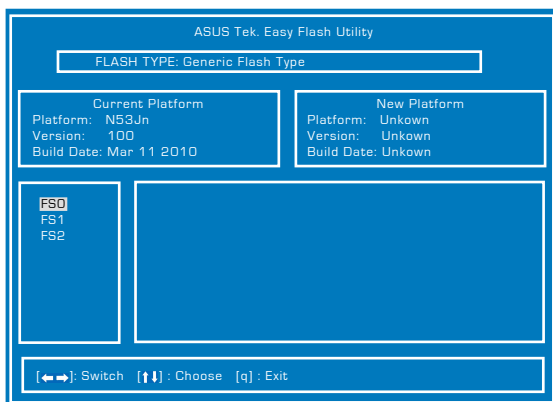 ASUS Tek. Easy Flash Utility
FLASH TYPE: Generic Flash Type
Current Platform
Platform: N53Jn
Version: 100
Build Date: Mar 11 2010
New Platform
Platform: Unkown
Version: Unkown
Build Date: Unkown
FS0
FS1
FS2
[←→]: Switch [↑↓] : Choose [q] : Exit